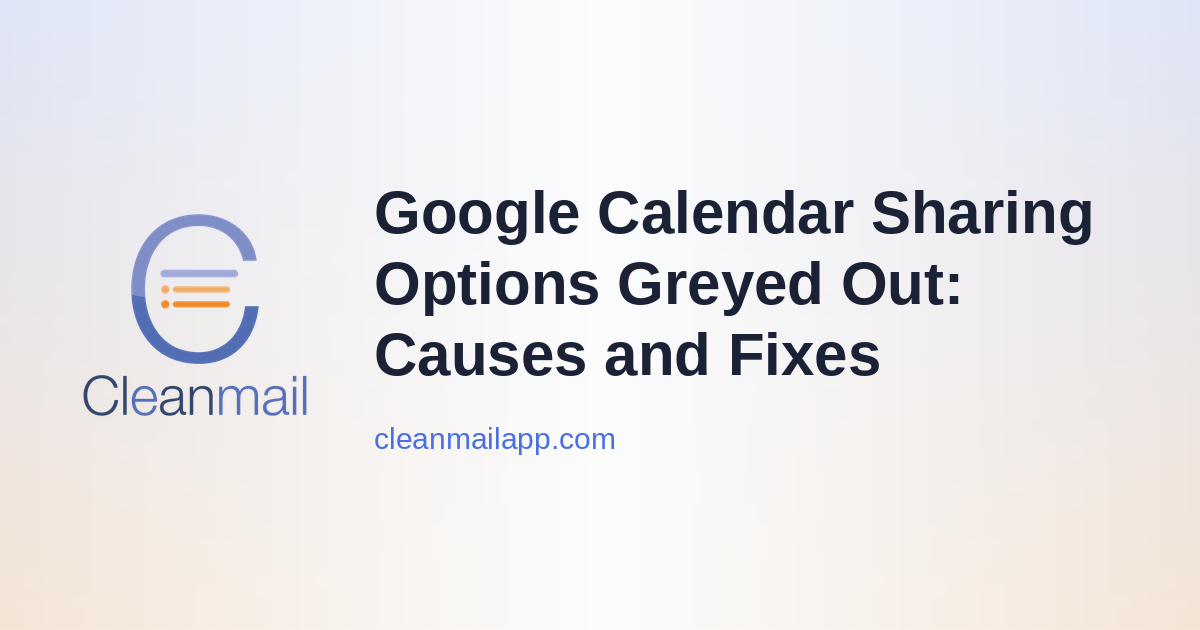 Google Calendar Sharing
Options Greyed Out:
Causes and Fixes
cleanmailapp.com
Cleanmail